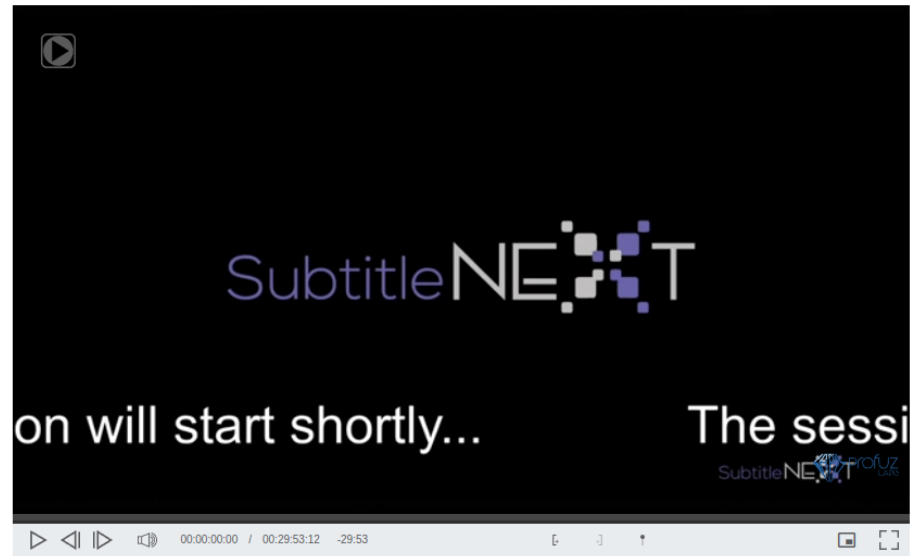 SubtitleNEXT
on will start shortly... The sessi
SubtitleNEXT PROFUZ
LABS
00:00:00:00 / 00:29:53:12 -29:53